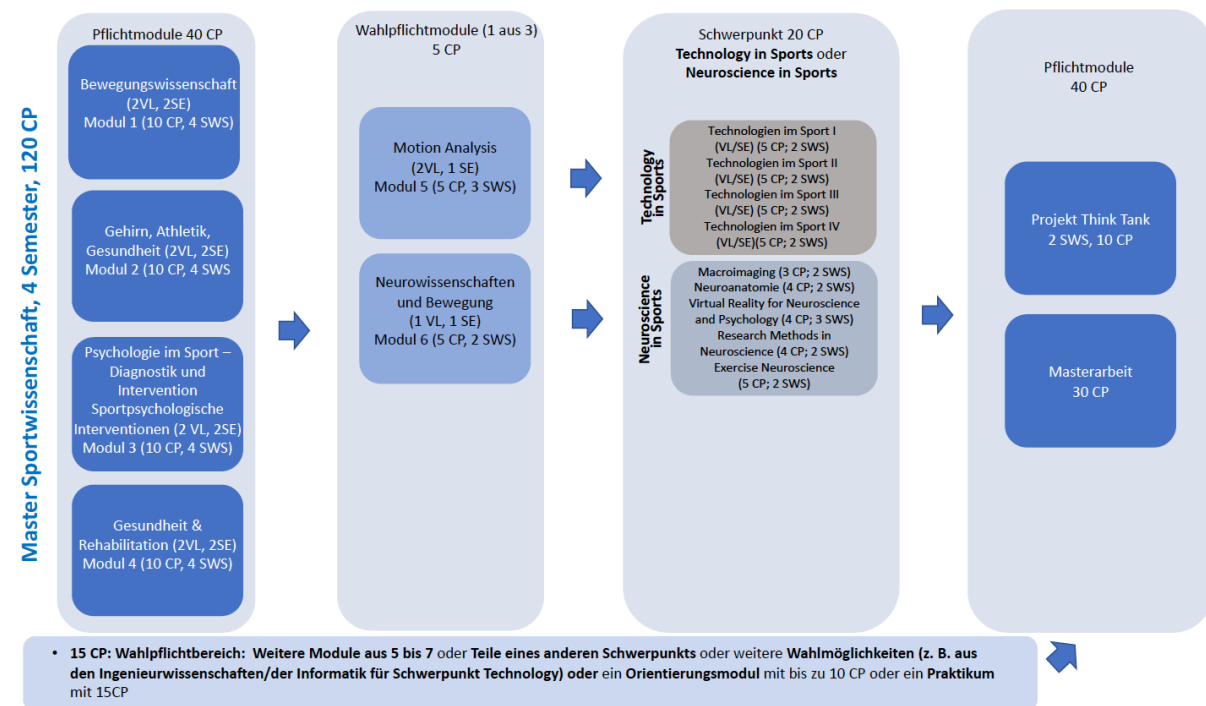 Master Sportwissenschaft, 4 Semester, 120 CP
Pflichtmodule 40 CP
Bewegungswissenschaft
(2VL, 2SE)
Modul 1 (10 CP, 4 SWS)
Gehirn, Athletik,
Gesundheit (2VL, 2SE)
Modul 2 (10 CP, 4 SWS
Psychologie im Sport –
Diagnostik und
Intervention
Sportpsychologische
Interventionen (2 VL, 2SE)
Modul 3 (10 CP, 4 SWS)
Gesundheit &
Rehabilitation (2VL, 2SE)
Modul 4 (10 CP, 4 SWS)
Wahlpflichtmodule (1 aus 3)
5 CP
Motion Analysis
(2VL, 1 SE)
Modul 5 (5 CP, 3 SWS)
Neurowissenschaften
und Bewegung
(1 VL, 1 SE)
Modul 6 (5 CP, 2 SWS)
Schwerpunkt 20 CP
Technology in Sports oder
Neuroscience in Sports
Technology
in Sports
Technologien im Sport I
(VL/SE) (5 CP; 2 SWS)
Technologien im Sport II
(VL/SE) (5 CP; 2 SWS)
Technologien im Sport III
(VL/SE) (5 CP; 2 SWS)
Technologien im Sport IV
(VL/SE)(5 CP; 2 SWS)
Neuroscience
in Sports
Macroimaging (3 CP; 2 SWS)
Neuroanatomie (4 CP; 2 SWS)
Virtual Reality for Neuroscience
and Psychology (4 CP; 3 SWS)
Research Methods in
Neuroscience (4 CP; 2 SWS)
Exercise Neuroscience
(5 CP; 2 SWS)
Pflichtmodule
40 CP
Projekt Think Tank
2 SWS, 10 CP
Masterarbeit
30 CP
• 15 CP: Wahlpflichtbereich: Weitere Module aus 5 bis 7 oder Teile eines anderen Schwerpunkts oder weitere Wahlmöglichkeiten (z. B. aus
den Ingenieurwissenschaften/der Informatik für Schwerpunkt Technology) oder ein Orientierungsmodul mit bis zu 10 CP oder ein Praktikum
mit 15CP